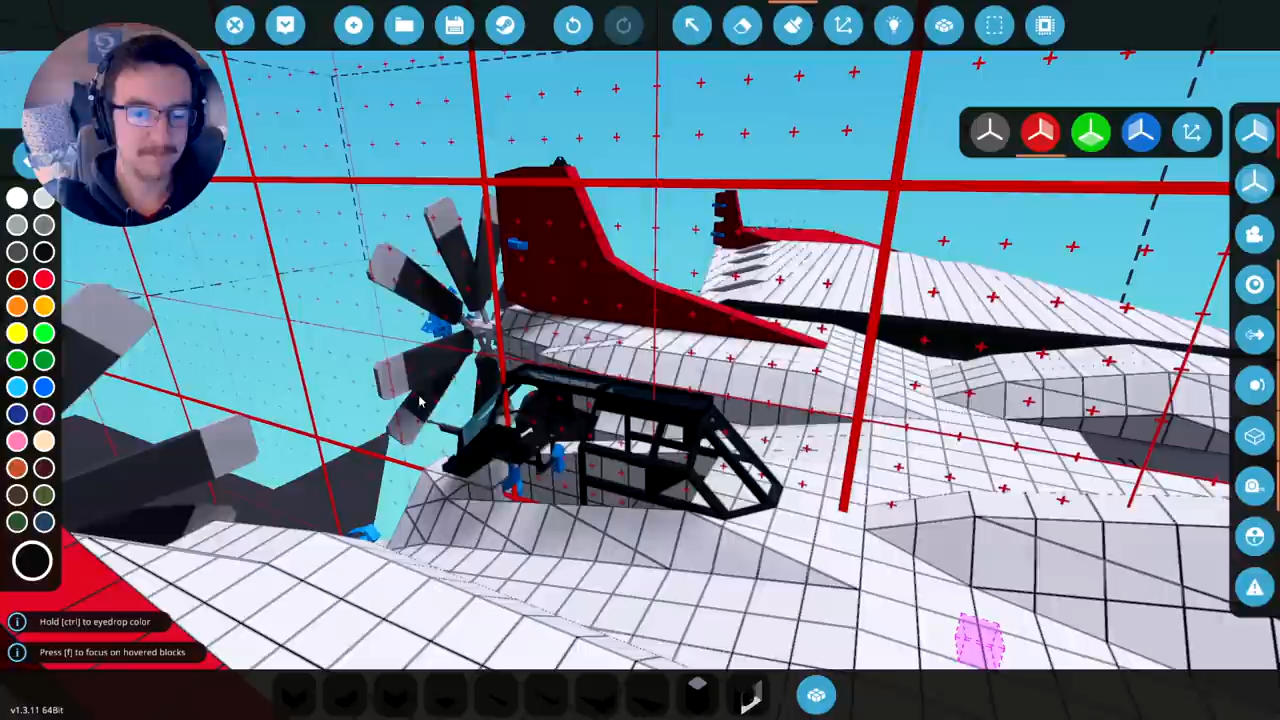 Hold [ctrl] to eyedrop color
Press [f] to focus on hovered blocks
v1.3.11 64Bit